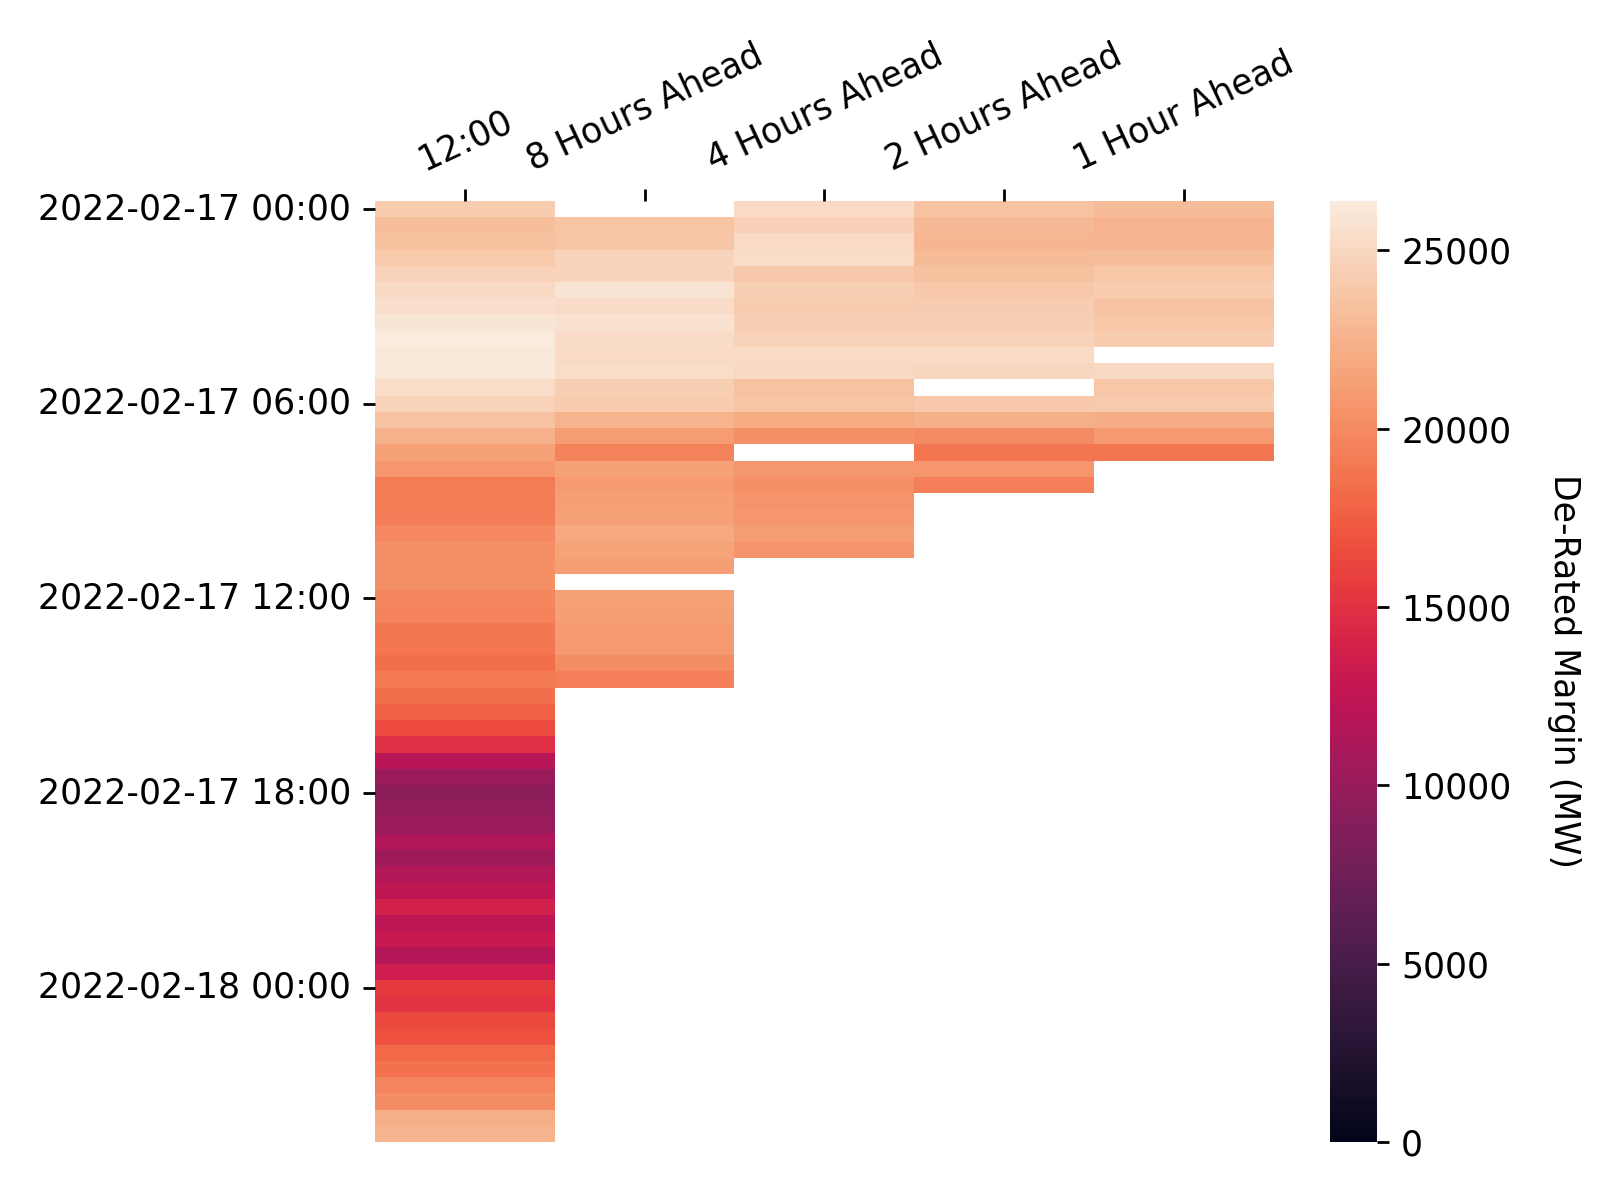 12:00
8 Hours Ahead
4 Hours Ahead
2 Hours Ahead
1 Hour Ahead
2022-02-17 00:00
2022-02-17 06:00
2022-02-17 12:00
2022-02-17 18:00
2022-02-18 00:00
25000
20000
15000
10000
5000
0
De-Rated Margin (MW)